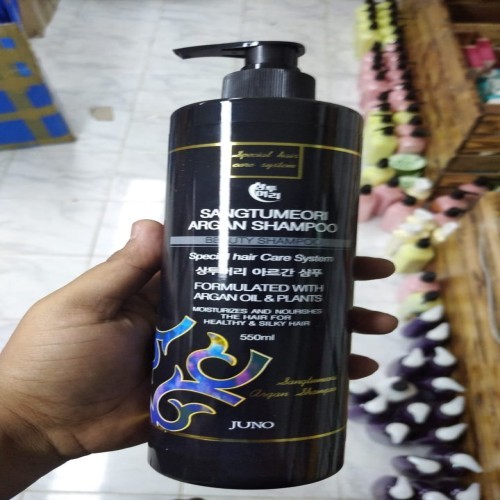 Special hair
care system
상투
머리
SANGTUMEORI
ARGAN SHAMPOO
BEAUTY SHAMPOO
Special hair Care System
상투머리 아르간 샴푸
FORMULATED WITH
ARGAN OIL & PLANTS
MOISTURIZES AND NOURISHES
THE HAIR FOR
HEALTHY & SILKY HAIR
550ml
Sangtumeori
Argan Shampoo
JUNO